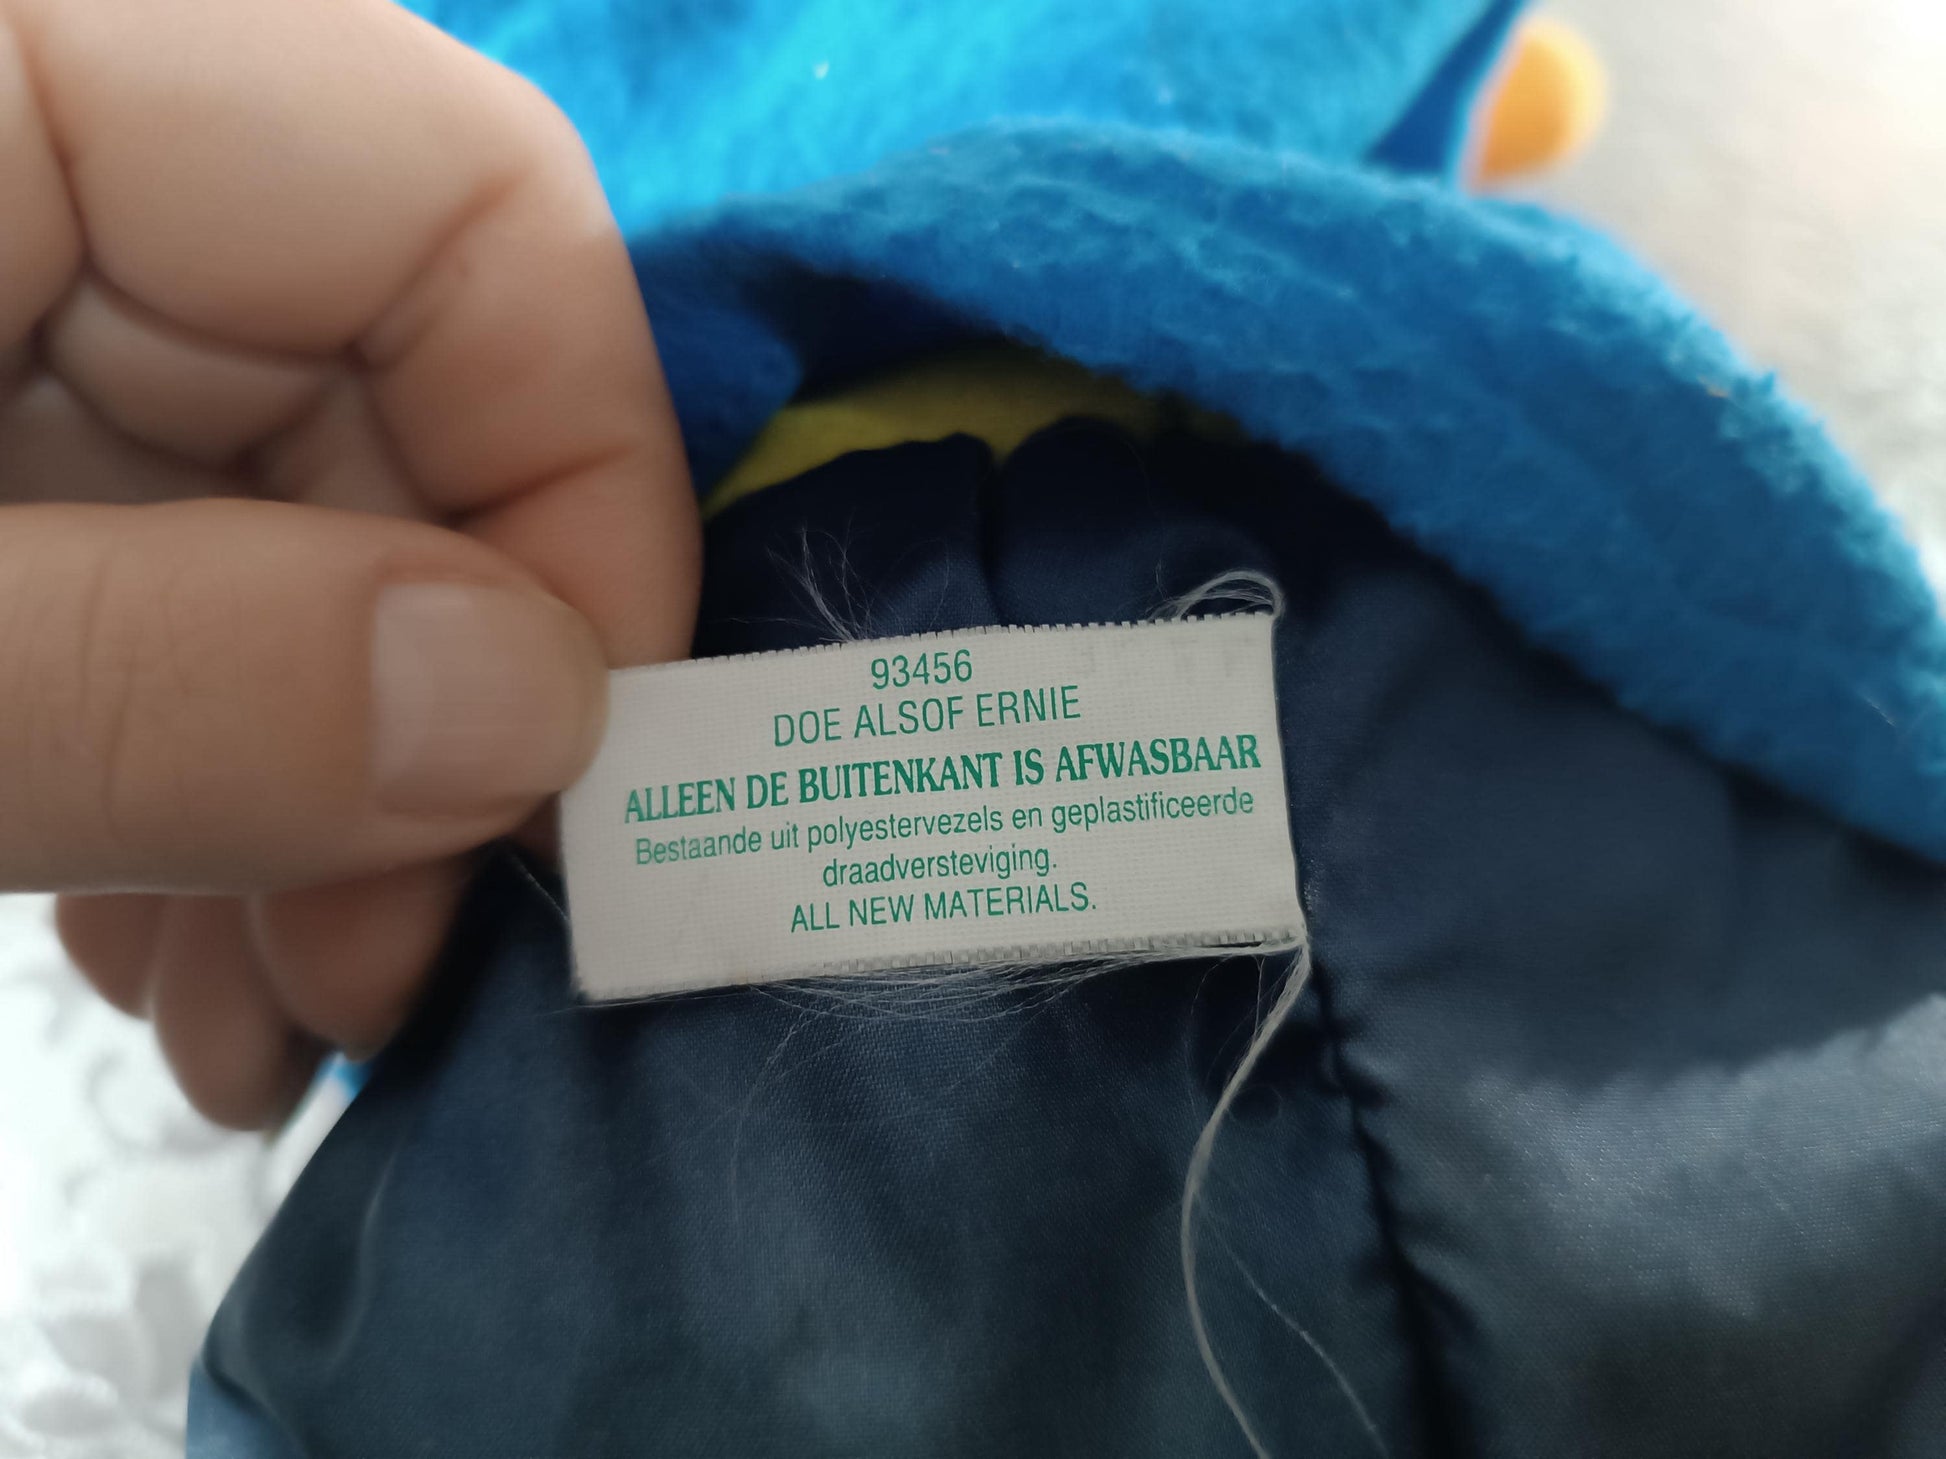 93456
DOE ALSOF ERNIE
ALLEEN DE BUITENKANT IS AFWASBAAR
Bestaande uit polyestervezels en geplastificeerde
draadversteviging.
ALL NEW MATERIALS.